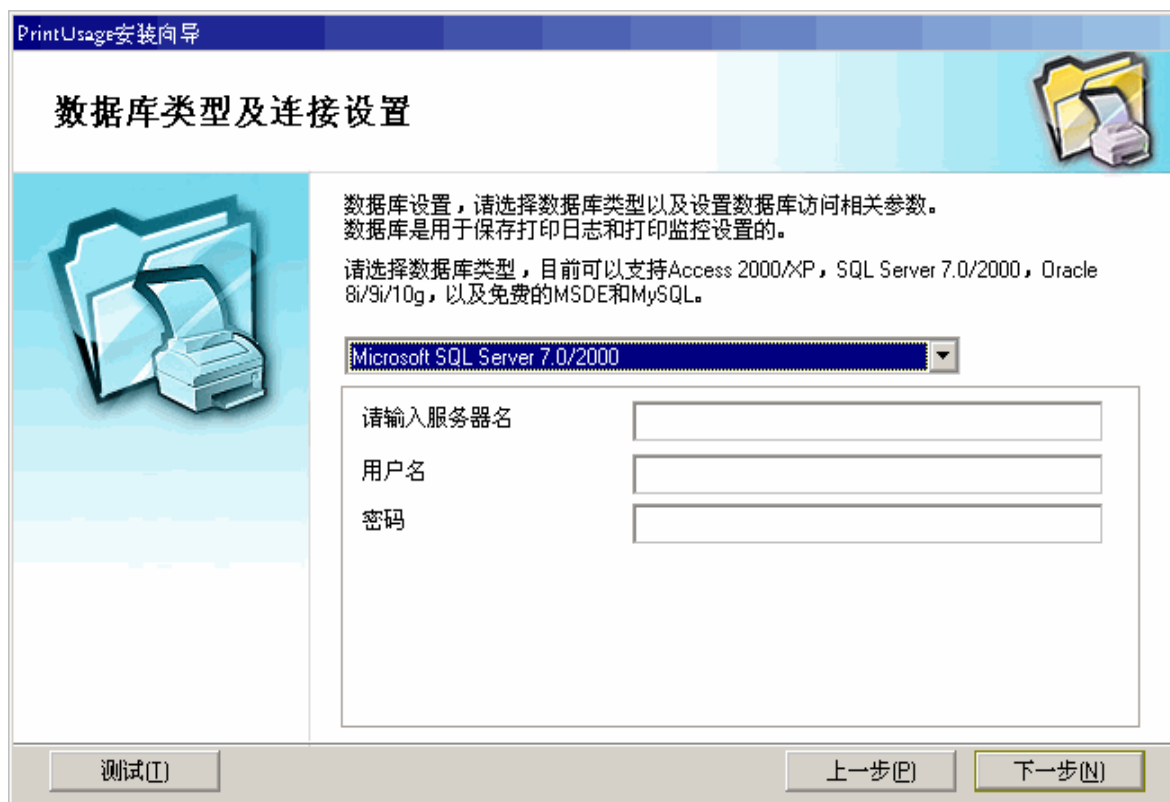 PrintUsage安装向导
数据库类型及连接设置
数据库设置，请选择数据库类型以及设置数据库访问相关参数。
数据库是用于保存打印日志和打印监控设置的。
请选择数据库类型，目前可以支持Access 2000/XP，SQL Server 7.0/2000，Oracle
8i/9i/10g，以及免费的MSDE和MySQL。
Microsoft SQL Server 7.0/2000
请输入服务器名
用户名
密码
测试(T)
上一步(P)
下一步(N)